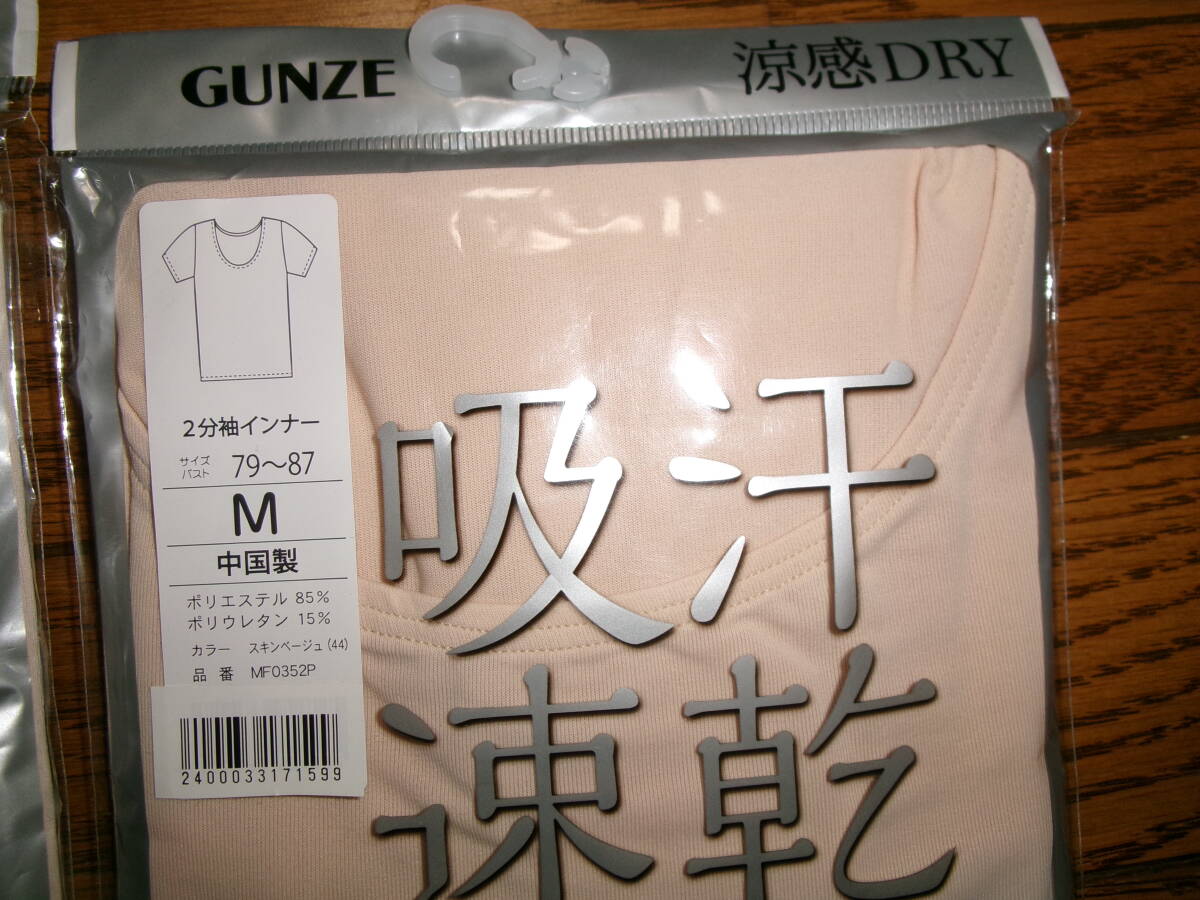 GUNZE
涼感DRY
2分袖インナー
サイズ
バスト 79~87
M
中国製
ポリエステル 85%
ポリウレタン 15%
カラー スキンベージュ(44)
品番 MF0352P
2400033171599
吸汗
速乾